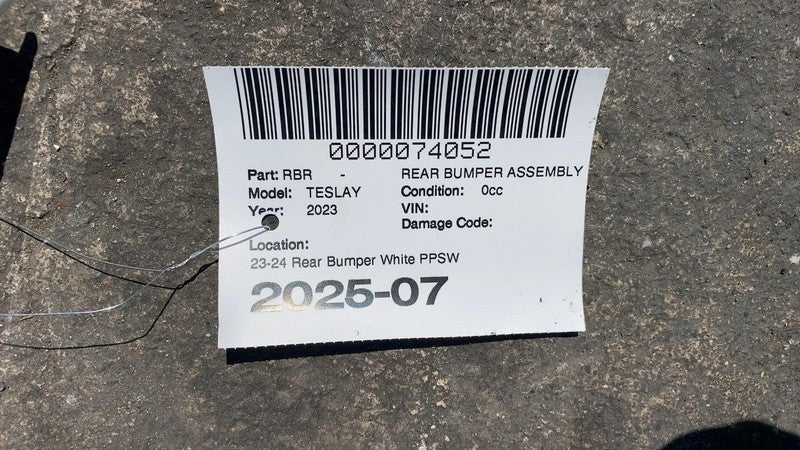 0000074052
Part: RBR - REAR BUMPER ASSEMBLY
Model: TESLAY Condition: 0cc
Year: 2023 VIN:
Damage Code:
Location:
23-24 Rear Bumper White PPSW
2025-07